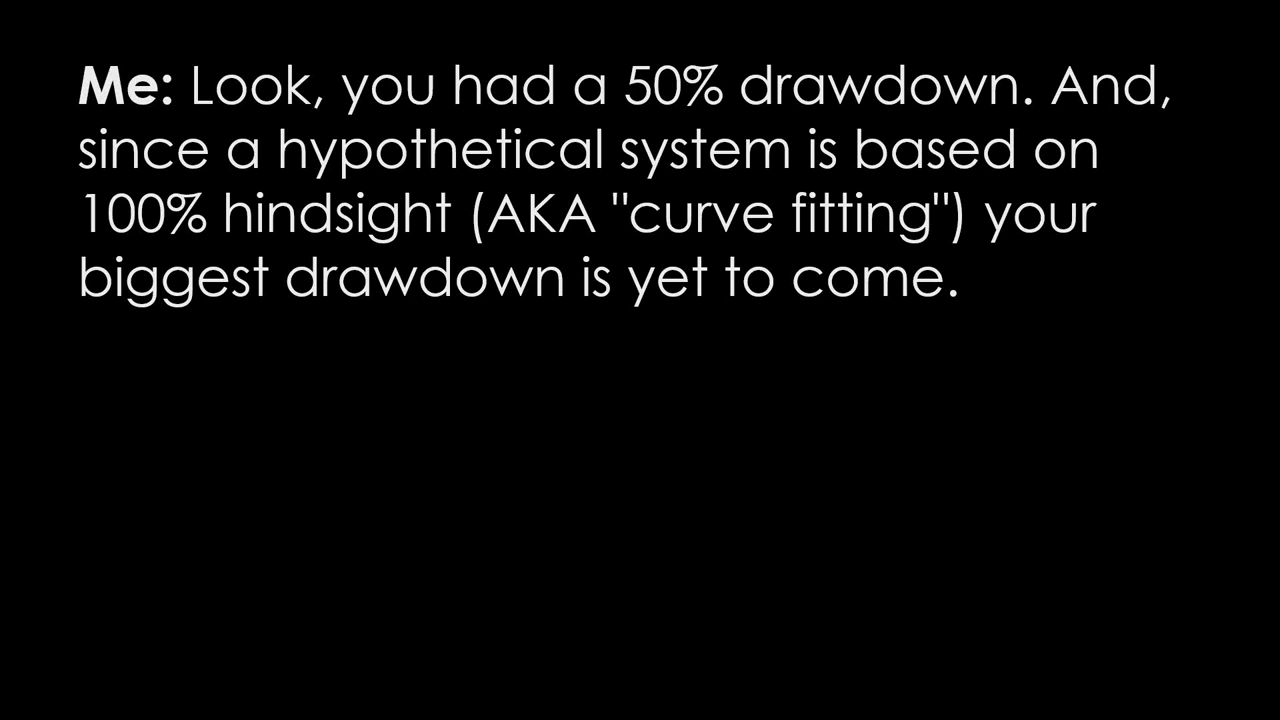 Me: Look, you had a 50% drawdown. And,
since a hypothetical system is based on
100% hindsight (AKA "curve fitting") your
biggest drawdown is yet to come.